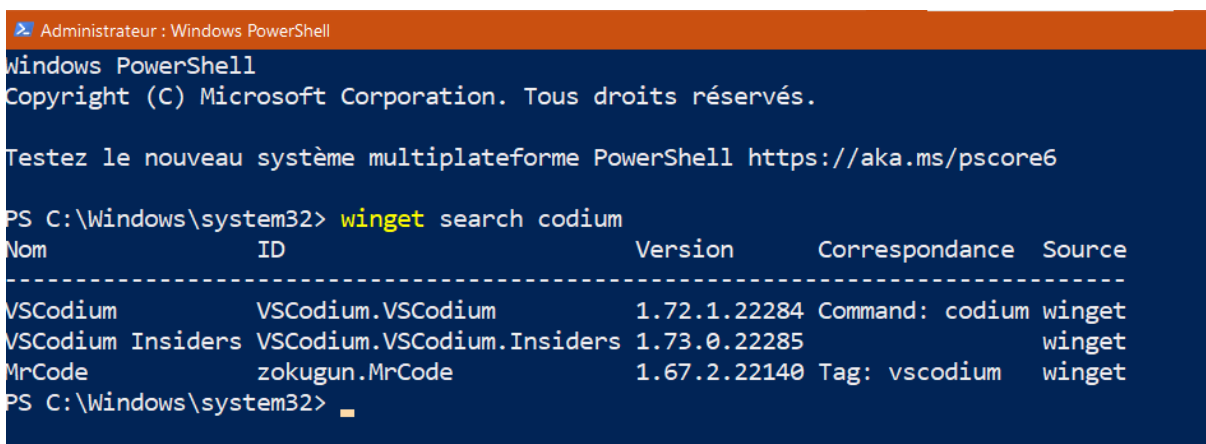 Administrateur : Windows PowerShell
Windows PowerShell
Copyright (C) Microsoft Corporation. Tous droits réservés.
Testez le nouveau système multiplateforme PowerShell https://aka.ms/pscore6
PS C:\Windows\system32> winget search codium
Nom ID Version Correspondance Source
-------------------------------------------------------------------------------
VSCodium VSCodium.VSCodium 1.72.1.22284 Command: codium winget
VSCodium Insiders VSCodium.VSCodium.Insiders 1.73.0.22285 winget
MrCode zokugun.MrCode 1.67.2.22140 Tag: vscodium winget
PS C:\Windows\system32>